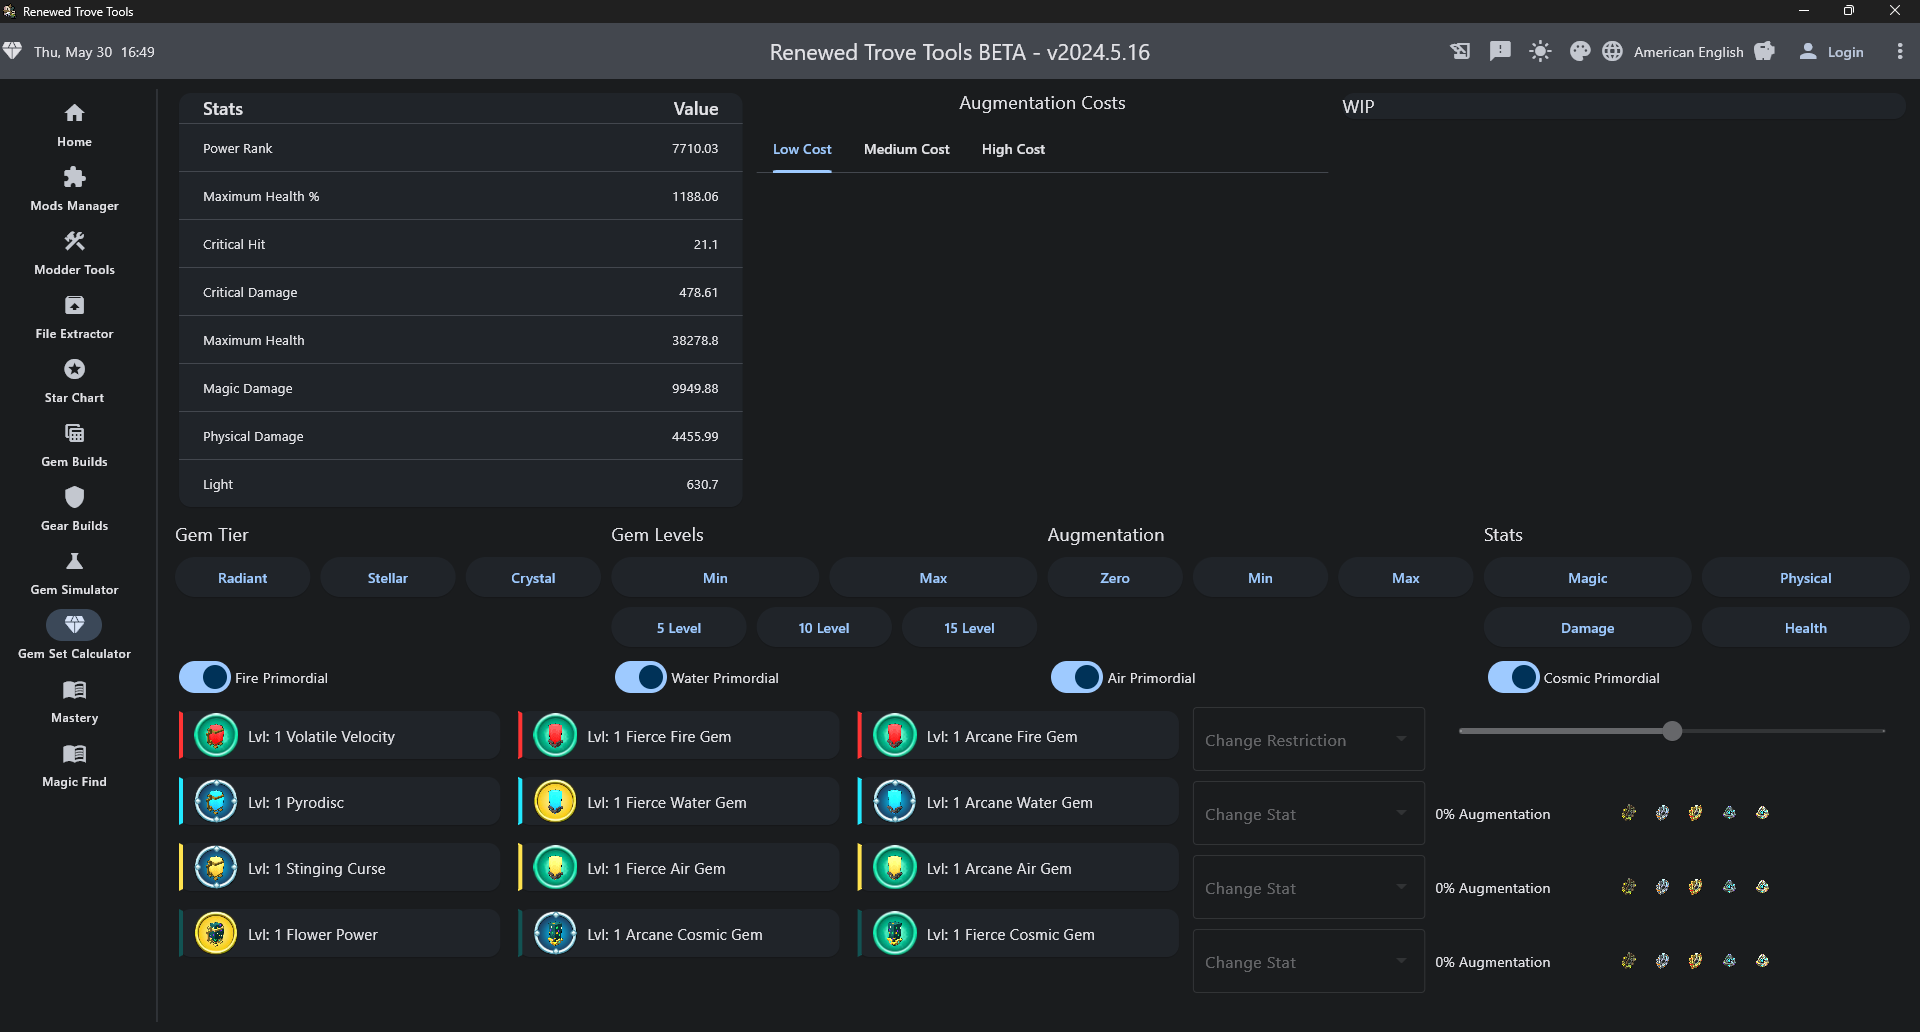 Renewed Trove Tools
Thu, May 30 16:49
Renewed Trove Tools BETA - v2024.5.16
American English
Login
Home
Mods Manager
Modder Tools
File Extractor
Star Chart
Gem Builds
Gear Builds
Gem Simulator
Gem Set Calculator
Mastery
Magic Find
Stats Value
Power Rank 7710.03
Maximum Health % 1188.06
Critical Hit 21.1
Critical Damage 478.61
Maximum Health 38278.8
Magic Damage 9949.88
Physical Damage 4455.99
Light 630.7
Augmentation Costs
Low Cost Medium Cost High Cost
WIP
Gem Tier
Radiant Stellar Crystal
Gem Levels
Min Max
5 Level 10 Level 15 Level
Augmentation
Zero Min Max
Stats
Magic Physical
Damage Health
Fire Primordial
Water Primordial
Air Primordial
Cosmic Primordial
Lvl: 1 Volatile Velocity
Lvl: 1 Fierce Fire Gem
Lvl: 1 Arcane Fire Gem
Lvl: 1 Pyrodisc
Lvl: 1 Fierce Water Gem
Lvl: 1 Arcane Water Gem
Lvl: 1 Stinging Curse
Lvl: 1 Fierce Air Gem
Lvl: 1 Arcane Air Gem
Lvl: 1 Flower Power
Lvl: 1 Arcane Cosmic Gem
Lvl: 1 Fierce Cosmic Gem
Change Restriction
Change Stat
0% Augmentation
Change Stat
0% Augmentation
Change Stat
0% Augmentation